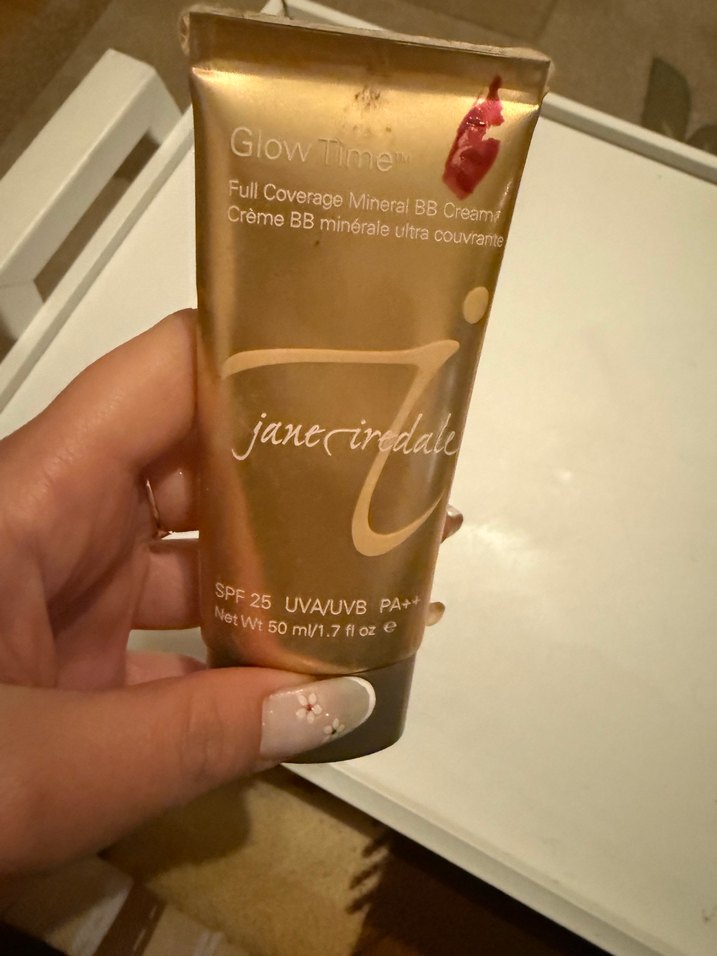 Glow Time™
Full Coverage Mineral BB Cream
Crème BB minérale ultra couvrante
jane iredale
SPF 25 UVA/UVB PA++
Net Wt 50 ml/1.7 fl oz ℮